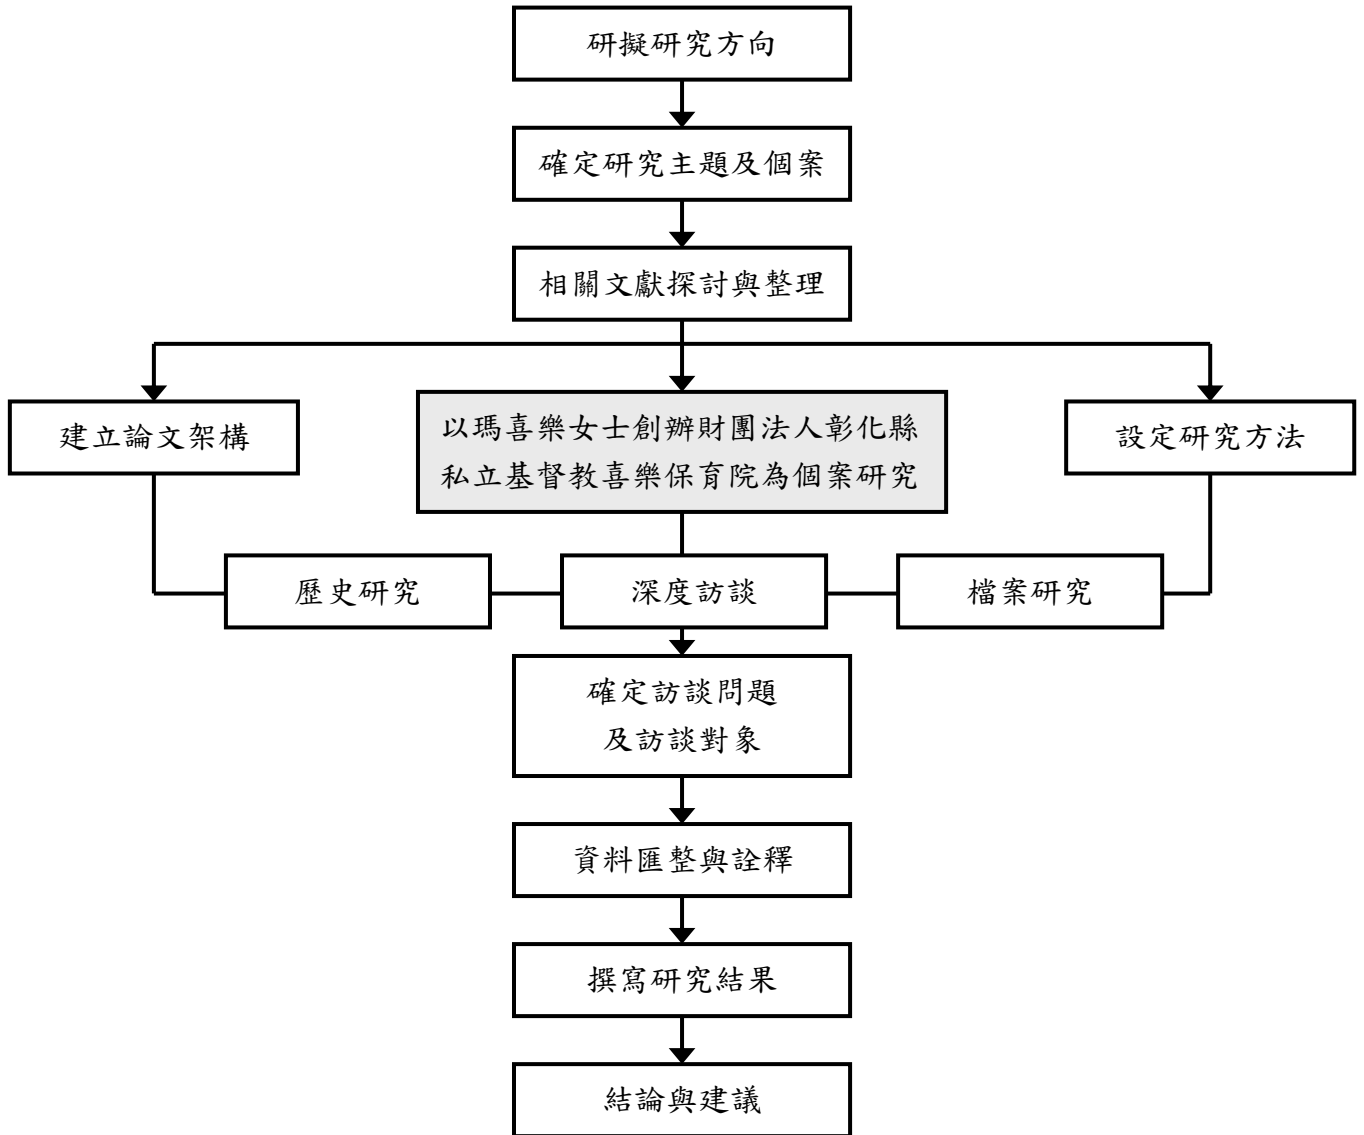 研擬研究方向
確定研究主題及個案
相關文獻探討與整理
建立論文架構
以瑪喜樂女士創辦財團法人彰化縣
私立基督教喜樂保育院為個案研究
設定研究方法
歷史研究
深度訪談
檔案研究
確定訪談問題
及訪談對象
資料匯整與詮釋
撰寫研究結果
結論與建議